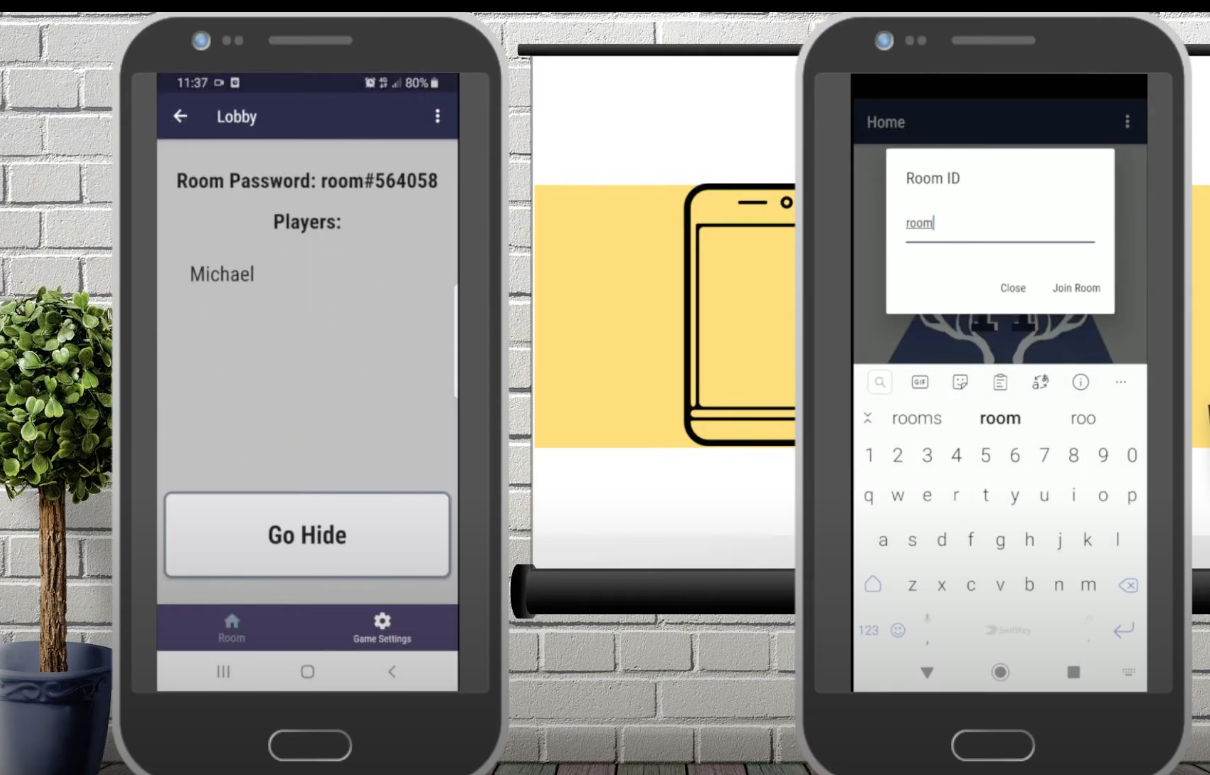 11:37 80%
Lobby
Room Password: room#564058
Players:
Michael
Go Hide
Room
Game Settings
Home
Room ID
room
Close Join Room
GIF
rooms room roo
1 2 3 4 5 6 7 8 9 0
q w e r t y u i o p
a s d f g h j k l
z x c v b n m
123 SwiftKey